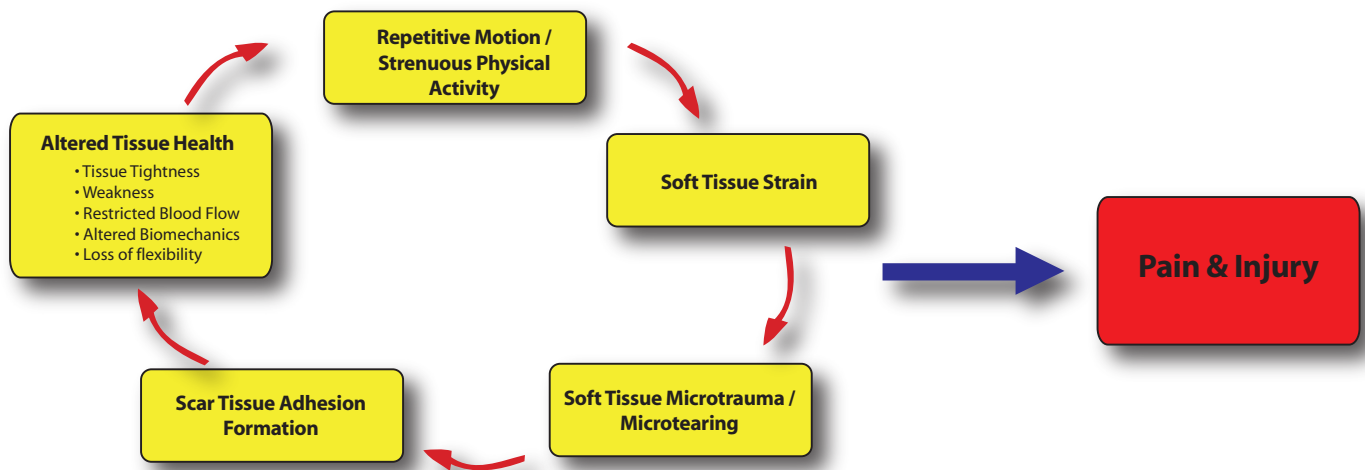 Repetitive Motion /
Strenuous Physical
Activity
Soft Tissue Strain
Soft Tissue Microtrauma /
Microtearing
Scar Tissue Adhesion
Formation
Altered Tissue Health
• Tissue Tightness
• Weakness
• Restricted Blood Flow
• Altered Biomechanics
• Loss of flexibility
Pain & Injury